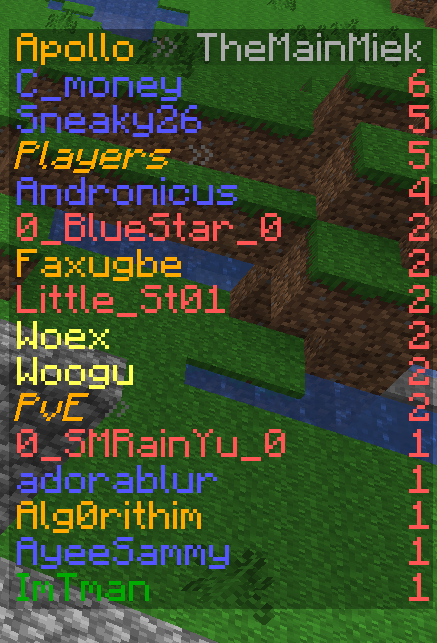 Apollo » TheMainMiek
C_money 6
Sneaky26 5
Players » 5
Andronicus 4
0_BlueStar_0 2
Faxugbe 2
Little_St01 2
Woex 2
Woogu 2
PvE » 2
0_SMRainYu_0 1
adorablur 1
Alg0rithim 1
AyeeSammy 1
ImTman 1